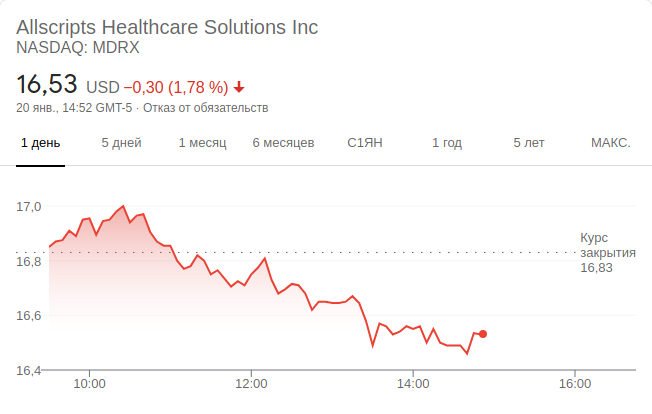 Allscripts Healthcare Solutions Inc
NASDAQ: MDRX
16,53 USD −0,30 (1,78 %)
20 янв., 14:52 GMT-5 · Отказ от обязательств
1 день 5 дней 1 месяц 6 месяцев С1ЯН 1 год 5 лет МАКС.
17,0
16,8
16,6
16,4
Курс
закрытия
16,83
10:00 12:00 14:00 16:00